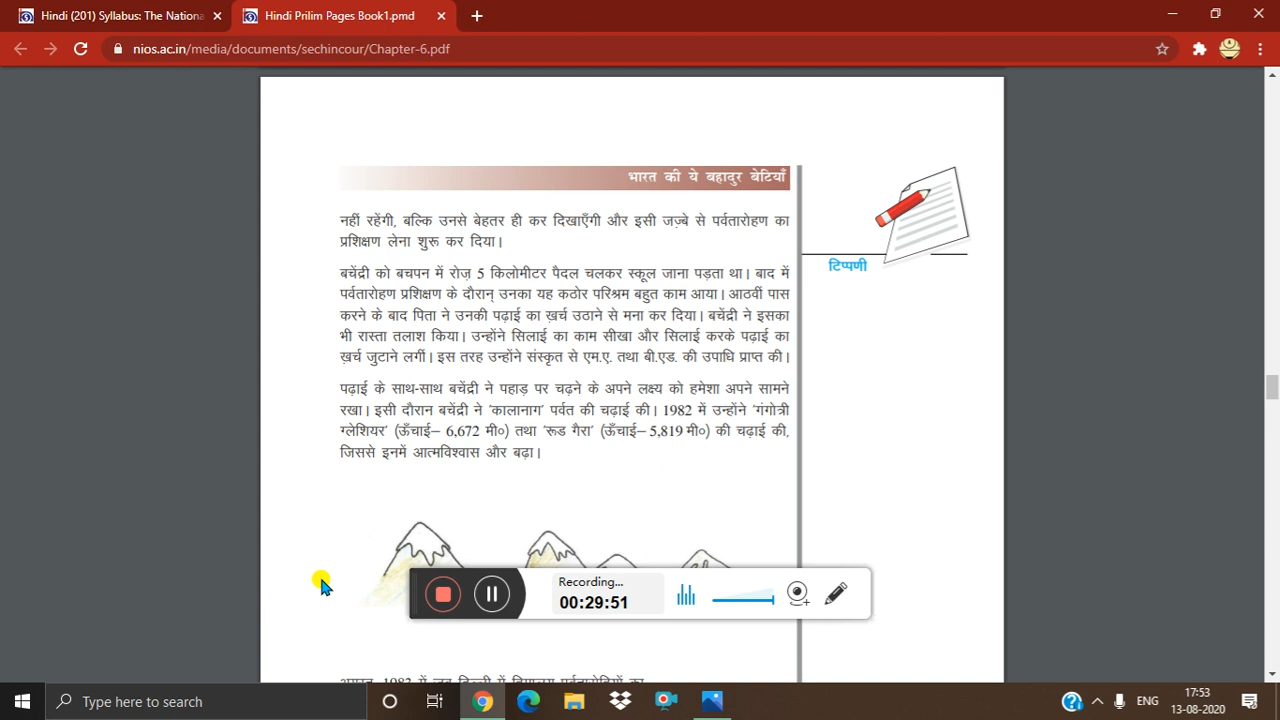 Hindi (201) Syllabus: The Nationa
Hindi Prilim Pages Book1.pmd
nios.ac.in/media/documents/sechincour/Chapter-6.pdf
भारत की ये बहादुर बेटियाँ
नहीं रहेंगी, बल्कि उनसे बेहतर ही कर दिखाएँगी और इसी जज़्बे से पर्वतारोहण का
प्रशिक्षण लेना शुरू कर दिया।
टिप्पणी
बचेंद्री को बचपन में रोज़ 5 किलोमीटर पैदल चलकर स्कूल जाना पड़ता था। बाद में
पर्वतारोहण प्रशिक्षण के दौरान् उनका यह कठोर परिश्रम बहुत काम आया। आठवीं पास
करने के बाद पिता ने उनकी पढ़ाई का ख़र्च उठाने से मना कर दिया। बचेंद्री ने इसका
भी रास्ता तलाश किया। उन्होंने सिलाई का काम सीखा और सिलाई करके पढ़ाई का
ख़र्च जुटाने लगीं। इस तरह उन्होंने संस्कृत से एम.ए. तथा बी.एड. की उपाधि प्राप्त की।
पढ़ाई के साथ-साथ बचेंद्री ने पहाड़ पर चढ़ने के अपने लक्ष्य को हमेशा अपने सामने
रखा। इसी दौरान बचेंद्री ने ‘कालानाग’ पर्वत की चढ़ाई की। 1982 में उन्होंने ‘गंगोत्री
ग्लेशियर’ (ऊँचाई– 6,672 मी०) तथा ‘रूड गैरा’ (ऊँचाई– 5,819 मी०) की चढ़ाई की,
जिससे इनमें आत्मविश्वास और बढ़ा।
Recording...
00:29:51
Type here to search
ENG
17:53
13-08-2020